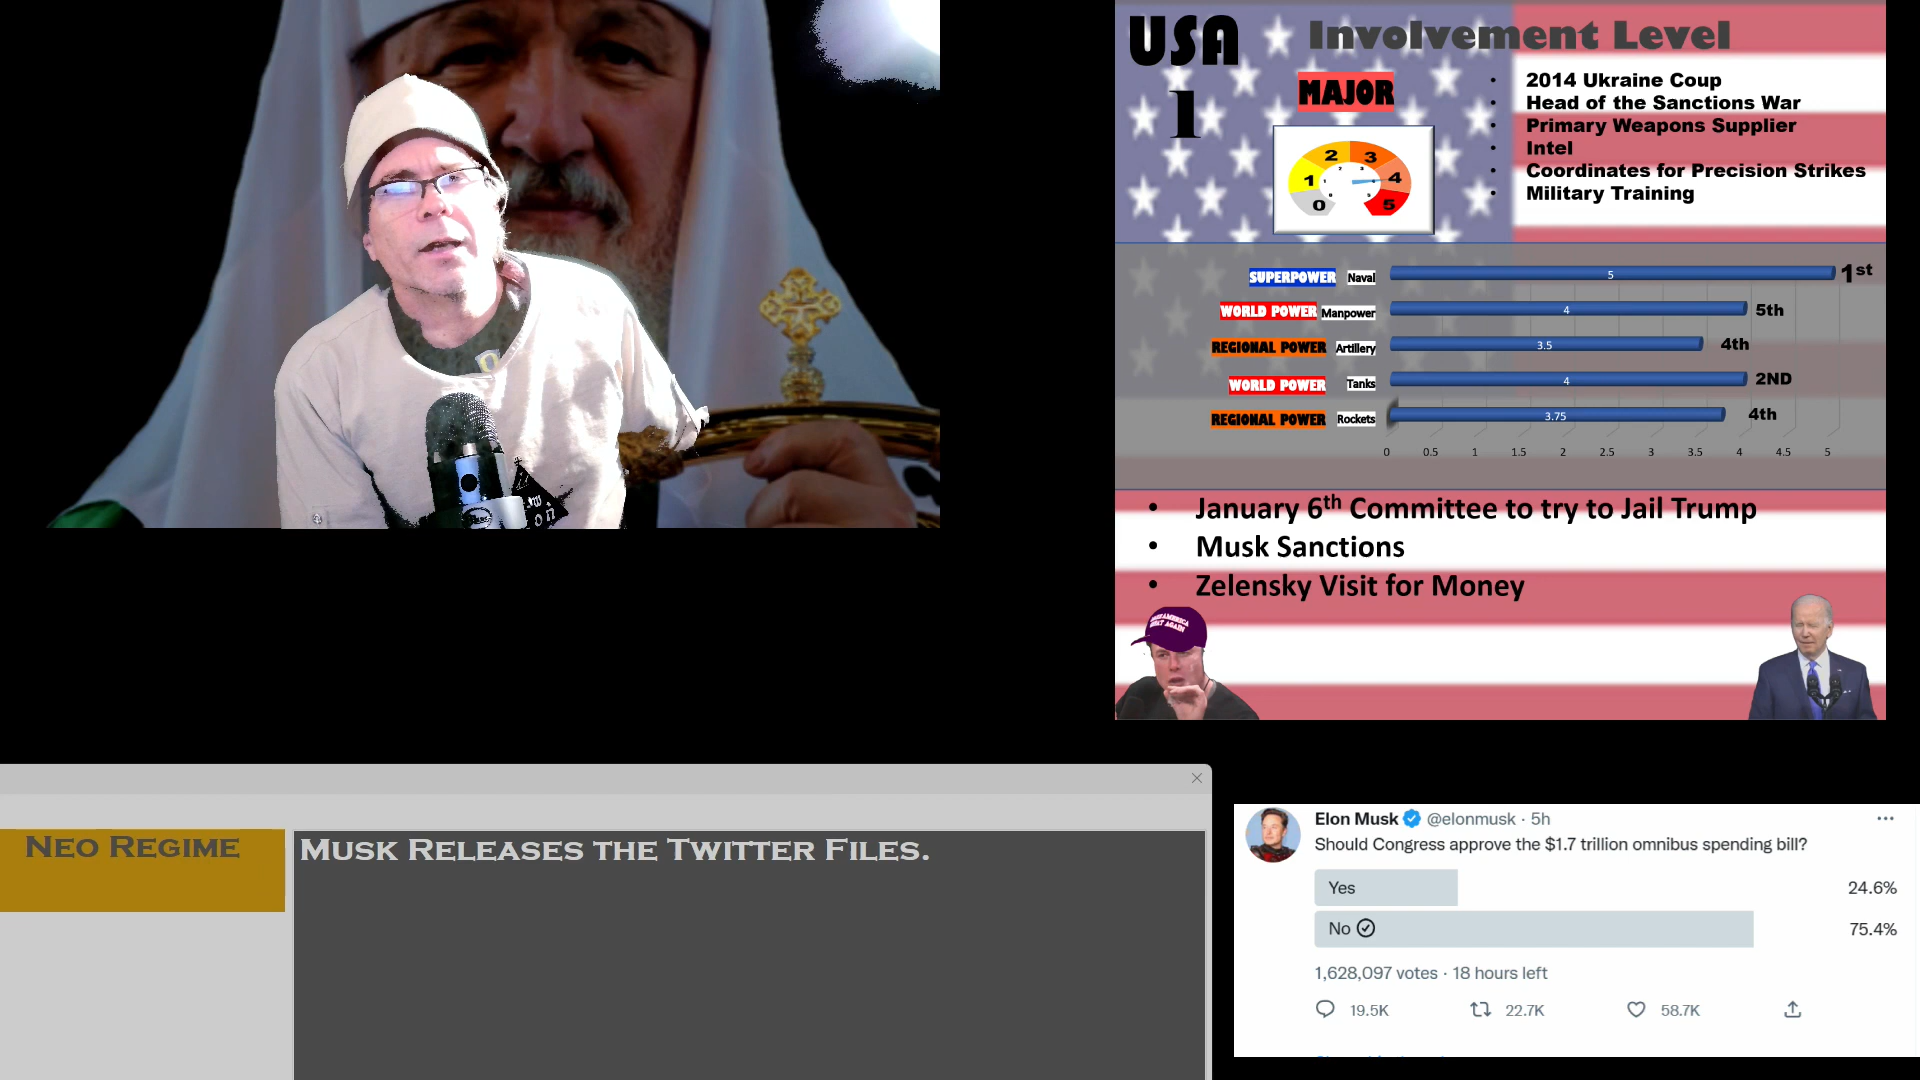 USA
Involvement Level
1
MAJOR
• 2014 Ukraine Coup
• Head of the Sanctions War
• Primary Weapons Supplier
• Intel
• Coordinates for Precision Strikes
• Military Training
0 1 2 3 4 5
SUPERPOWER Naval 5 1st
WORLD POWER Manpower 4 5th
REGIONAL POWER Artillery 3.5 4th
WORLD POWER Tanks 4 2ND
REGIONAL POWER Rockets 3.75 4th
0 0.5 1 1.5 2 2.5 3 3.5 4 4.5 5
• January 6th Committee to try to Jail Trump
• Musk Sanctions
• Zelensky Visit for Money
NEO REGIME
MUSK RELEASES THE TWITTER FILES.
Elon Musk @elonmusk · 5h
Should Congress approve the $1.7 trillion omnibus spending bill?
Yes 24.6%
No 75.4%
1,628,097 votes · 18 hours left
19.5K 22.7K 58.7K